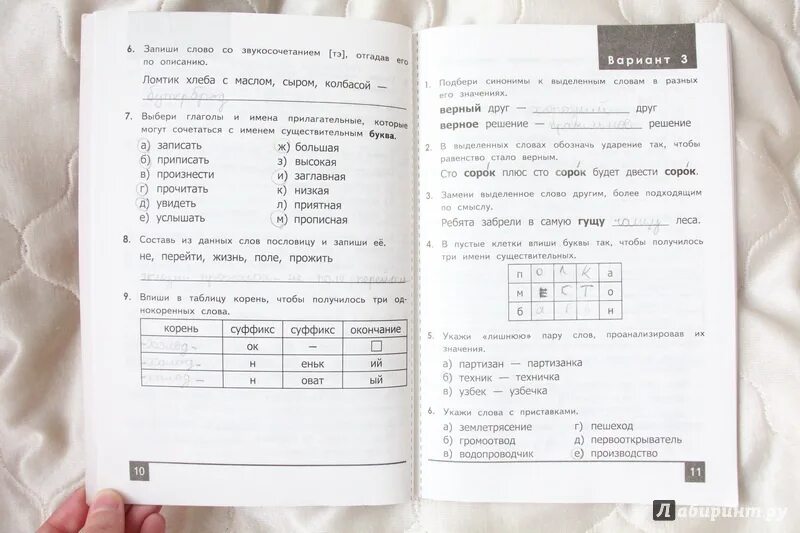 6. Запиши слово со звукосочетанием [тэ], отгадав его
по описанию.
Ломтик хлеба с маслом, сыром, колбасой —
бутерброд
7. Выбери глаголы и имена прилагательные, которые
могут сочетаться с именем существительным буква.
а) записать ж) большая
б) приписать з) высокая
в) произнести и) заглавная
г) прочитать к) низкая
д) увидеть л) приятная
е) услышать м) прописная
8. Составь из данных слов пословицу и запиши её.
не, перейти, жизнь, поле, прожить
9. Впиши в таблицу корень, чтобы получилось три од-
нокоренных слова.
корень суффикс суффикс окончание
ок —
н еньк ий
н оват ый
10
Вариант 3
1. Подбери синонимы к выделенным словам в разных
его значениях.
верный друг — друг
верное решение — решение
2. В выделенных словах обозначь ударение так, чтобы
равенство стало верным.
Сто соро́к плюс сто со́рок будет двести соро́к.
3. Замени выделенное слово другим, более подходящим
по смыслу.
Ребята забрели в самую гущу чащу леса.
4. В пустые клетки впиши буквы так, чтобы получилось
три имени существительных.
п о л к а
м е с т о
б а т о н
5. Укажи «лишнюю» пару слов, проанализировав их
значения.
а) партизан — партизанка
б) техник — техничка
в) узбек — узбечка
6. Укажи слова с приставками.
а) землетрясение г) пешеход
б) громоотвод д) первооткрыватель
в) водопроводчик е) производство
11
Лабиринт.ру